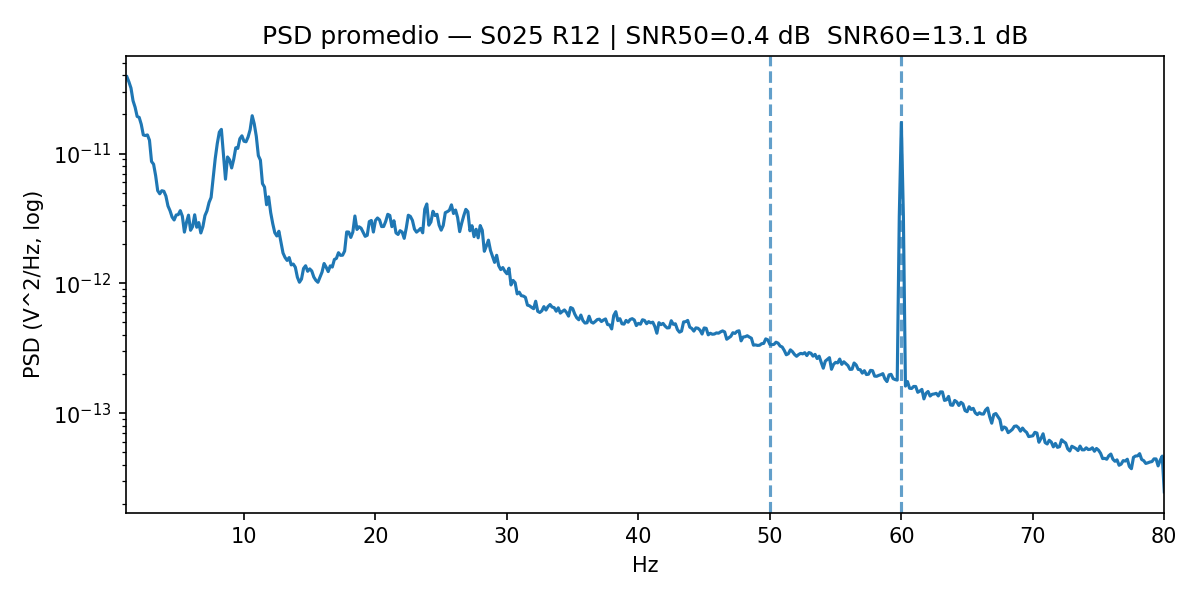 PSD promedio — S025 R12 | SNR50=0.4 dB  SNR60=13.1 dB
PSD (V^2/Hz, log)
10⁻¹¹
10⁻¹²
10⁻¹³
10 20 30 40 50 60 70 80
Hz